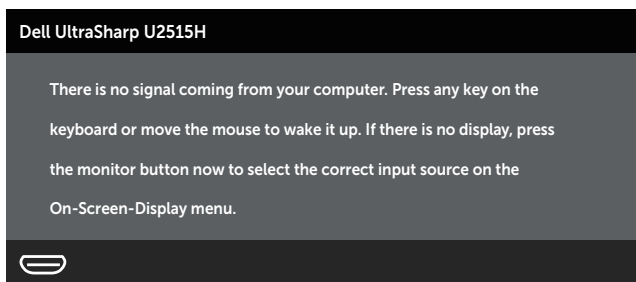 Dell UltraSharp U2515H
There is no signal coming from your computer. Press any key on the
keyboard or move the mouse to wake it up. If there is no display, press
the monitor button now to select the correct input source on the
On-Screen-Display menu.